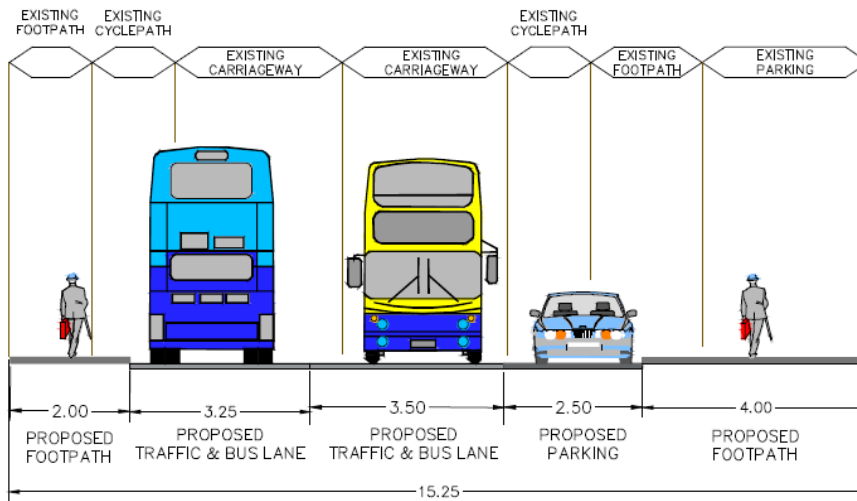 EXISTING
FOOTPATH
EXISTING
CYCLEPATH
EXISTING
CARRIAGEWAY
EXISTING
CARRIAGEWAY
EXISTING
CYCLEPATH
EXISTING
FOOTPATH
EXISTING
PARKING
2.00
3.25
3.50
2.50
4.00
PROPOSED
FOOTPATH
PROPOSED
TRAFFIC & BUS LANE
PROPOSED
TRAFFIC & BUS LANE
PROPOSED
PARKING
PROPOSED
FOOTPATH
15.25